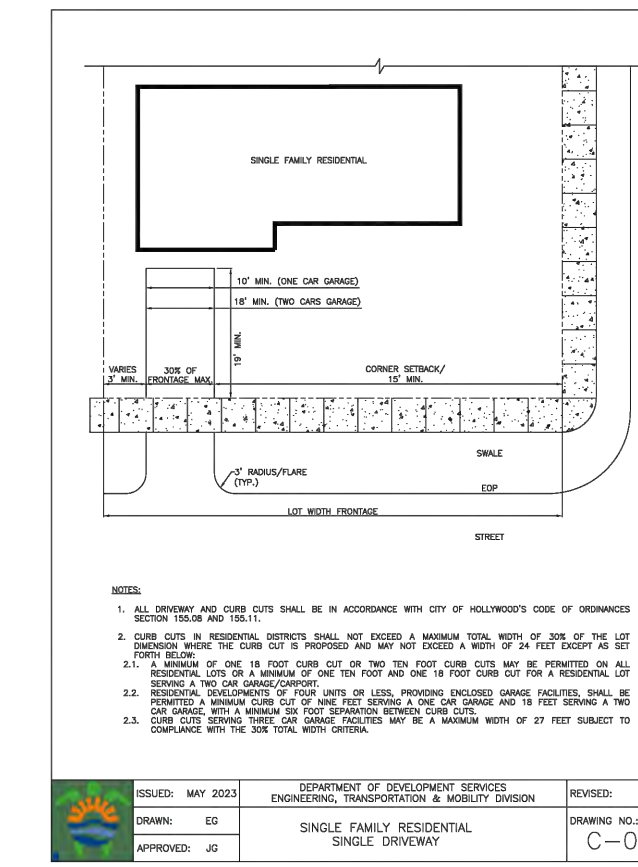 SINGLE FAMILY RESIDENTIAL
10' MIN. (ONE CAR GARAGE)
18' MIN. (TWO CARS GARAGE)
19' MIN.
VARIES
3' MIN.
30% OF
FRONTAGE MAX.
CORNER SETBACK/
15' MIN.
SWALE
3' RADIUS/FLARE
(TYP.)
EOP
LOT WIDTH FRONTAGE
STREET
NOTES:
1. ALL DRIVEWAY AND CURB CUTS SHALL BE IN ACCORDANCE WITH CITY OF HOLLYWOOD'S CODE OF ORDINANCES
SECTION 155.08 AND 155.11.
2. CURB CUTS IN RESIDENTIAL DISTRICTS SHALL NOT EXCEED A MAXIMUM TOTAL WIDTH OF 30% OF THE LOT
DIMENSION WHERE THE CURB CUT IS PROPOSED AND MAY NOT EXCEED A WIDTH OF 24 FEET EXCEPT AS SET
FORTH BELOW:
2.1. A MINIMUM OF ONE 18 FOOT CURB CUT OR TWO TEN FOOT CURB CUTS MAY BE PERMITTED ON ALL
RESIDENTIAL LOTS OR A MINIMUM OF ONE TEN FOOT AND ONE 18 FOOT CURB CUT FOR A RESIDENTIAL LOT
SERVING A TWO CAR GARAGE/CARPORT.
2.2. RESIDENTIAL DEVELOPMENTS OF FOUR UNITS OR LESS, PROVIDING ENCLOSED GARAGE FACILITIES, SHALL BE
PERMITTED A MINIMUM CURB CUT OF NINE FEET SERVING A ONE CAR GARAGE AND 18 FEET SERVING A TWO
CAR GARAGE, WITH A MINIMUM SIX FOOT SEPARATION BETWEEN CURB CUTS.
2.3. CURB CUTS SERVING THREE CAR GARAGE FACILITIES MAY BE A MAXIMUM WIDTH OF 27 FEET SUBJECT TO
COMPLIANCE WITH THE 30% TOTAL WIDTH CRITERIA.
ISSUED: MAY 2023
DEPARTMENT OF DEVELOPMENT SERVICES
ENGINEERING, TRANSPORTATION & MOBILITY DIVISION
REVISED:
DRAWN: EG
SINGLE FAMILY RESIDENTIAL
SINGLE DRIVEWAY
DRAWING NO.:
C-0
APPROVED: JG